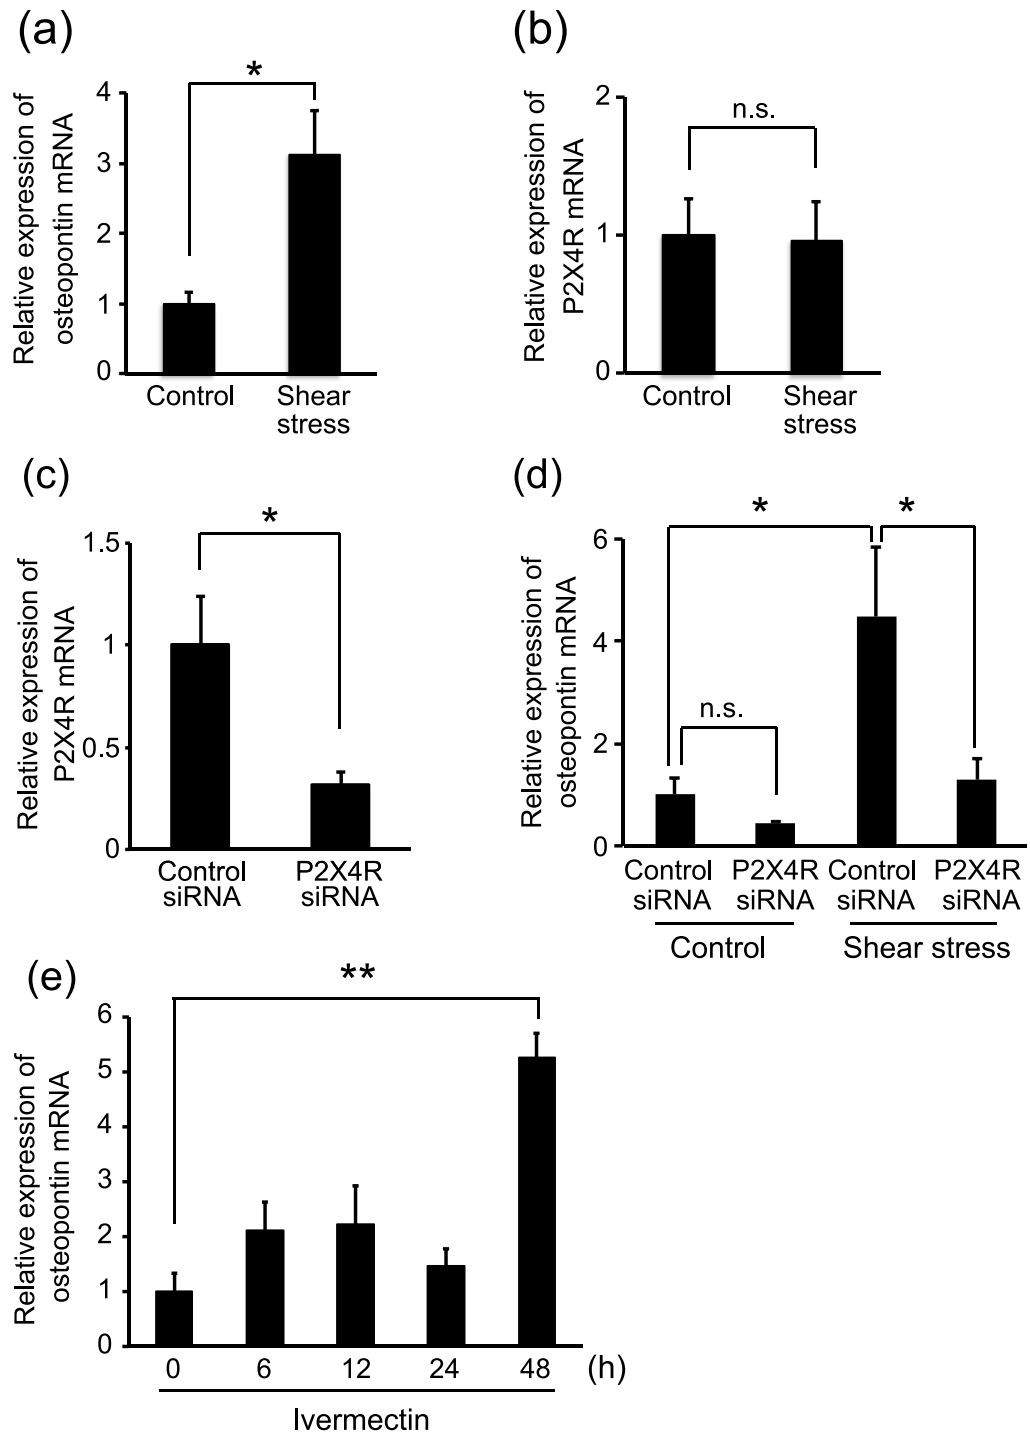 (a)
Relative expression of
osteopontin mRNA
4
3
2
1
0
*
Control
Shear
stress
(b)
Relative expression of
P2X4R mRNA
2
1
0
n.s.
Control
Shear
stress
(c)
Relative expression of
P2X4R mRNA
1.5
1
0.5
0
*
Control
siRNA
P2X4R
siRNA
(d)
Relative expression of
osteopontin mRNA
6
4
2
0
n.s.
*
*
Control
siRNA
P2X4R
siRNA
Control
siRNA
P2X4R
siRNA
Control
Shear stress
(e)
Relative expression of
osteopontin mRNA
6
5
4
3
2
1
0
**
0 6 12 24 48 (h)
Ivermectin